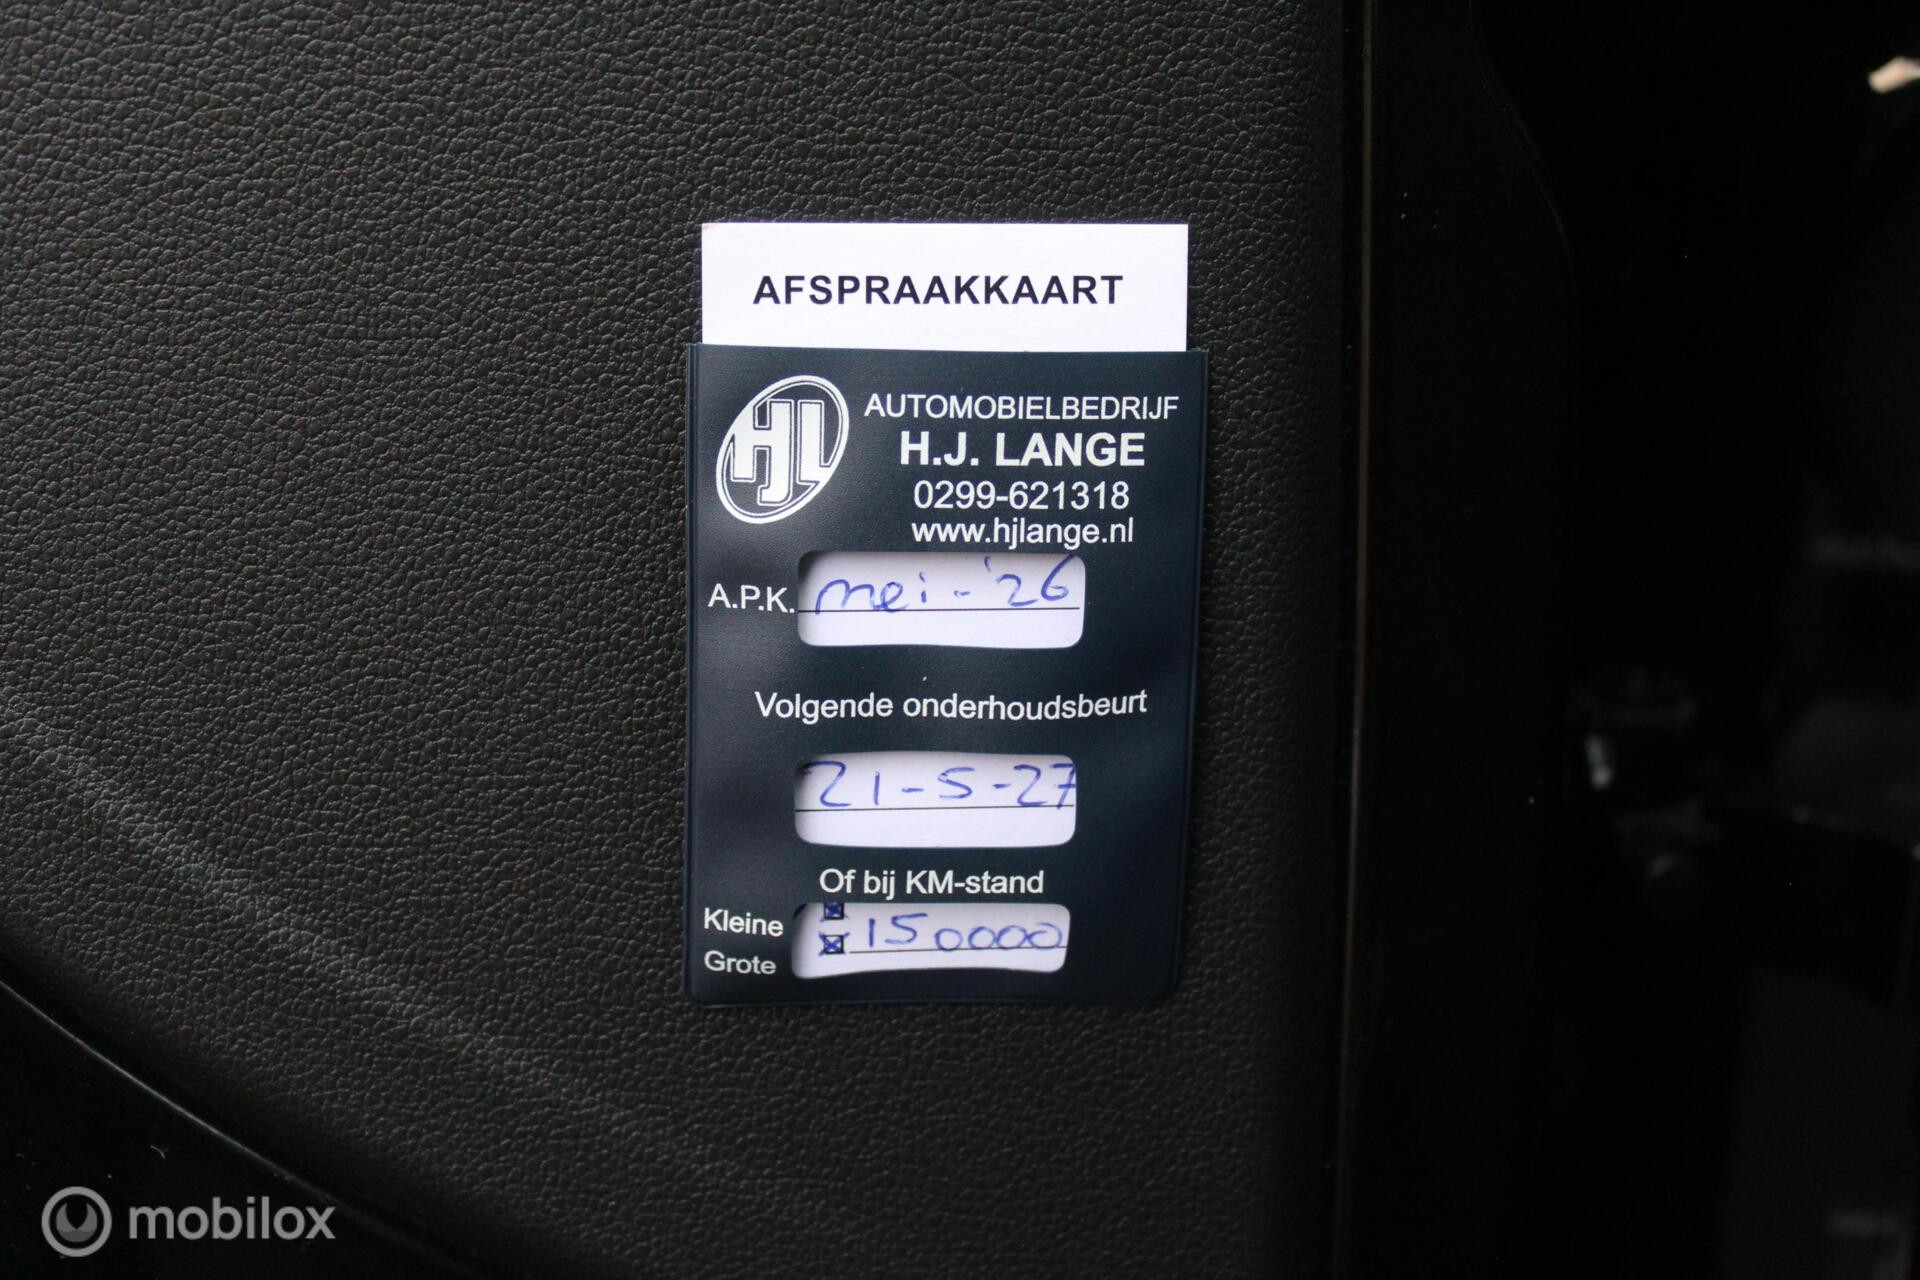 AFSPRAAKKAART
HJL
AUTOMOBIELBEDRIJF
H.J. LANGE
0299-621318
www.hjlange.nl
A.P.K. mei-'26
Volgende onderhoudsbeurt
21-5-27
Of bij KM-stand
Kleine
150000
Grote
mobilox